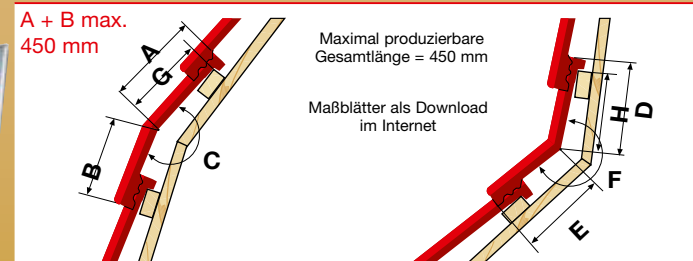 A + B max.
450 mm
A
G
B
C
Maximal produzierbare
Gesamtlänge = 450 mm
Maßblätter als Download
im Internet
H
D
F
E